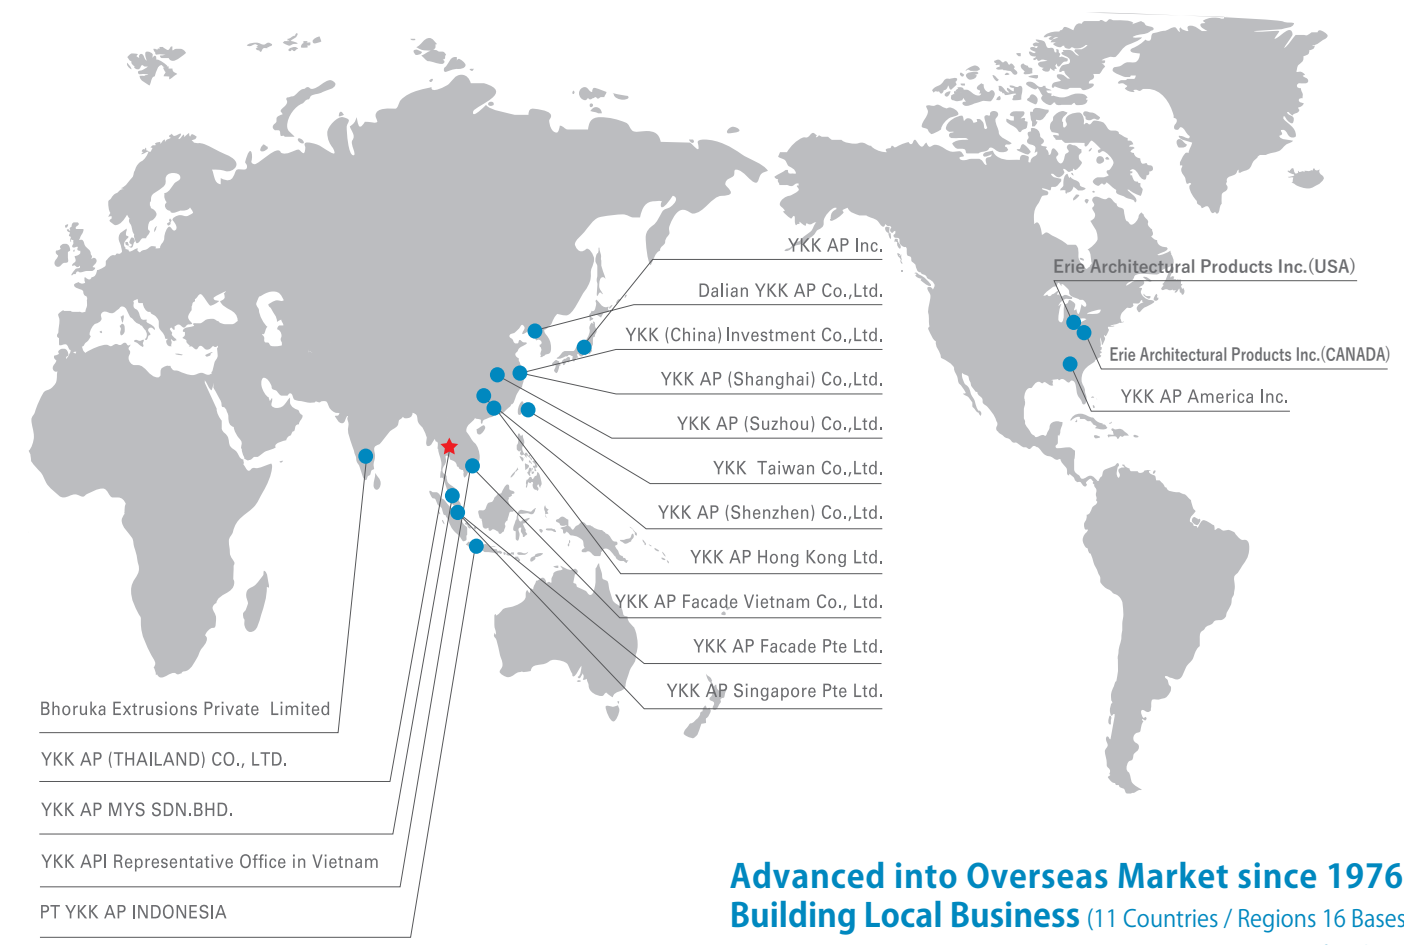 YKK AP Inc.
Dalian YKK AP Co.,Ltd.
YKK (China) Investment Co.,Ltd.
YKK AP (Shanghai) Co.,Ltd.
YKK AP (Suzhou) Co.,Ltd.
YKK Taiwan Co.,Ltd.
YKK AP (Shenzhen) Co.,Ltd.
YKK AP Hong Kong Ltd.
YKK AP Facade Vietnam Co., Ltd.
YKK AP Facade Pte Ltd.
YKK AP Singapore Pte Ltd.
Erie Architectural Products Inc.(USA)
Erie Architectural Products Inc.(CANADA)
YKK AP America Inc.
Bhoruka Extrusions Private Limited
YKK AP (THAILAND) CO., LTD.
YKK AP MYS SDN.BHD.
YKK API Representative Office in Vietnam
PT YKK AP INDONESIA
Advanced into Overseas Market since 1976
Building Local Business (11 Countries / Regions 16 Bases